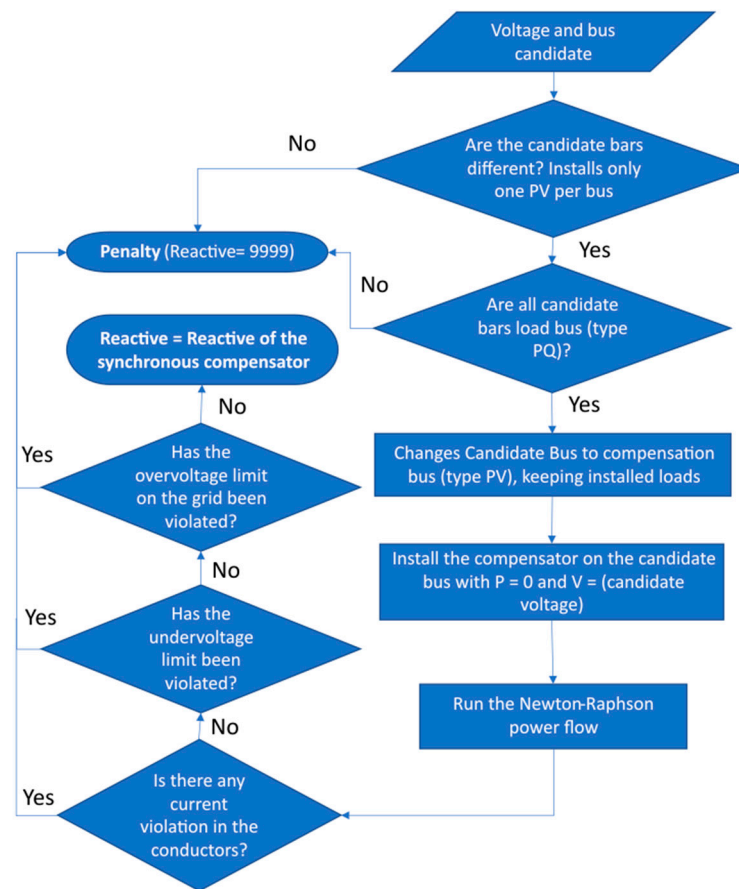 Voltage and bus
candidate
No
Are the candidate bars
different? Installs only
one PV per bus
Penalty (Reactive= 9999)
Yes
No
Are all candidate
bars load bus (type
PQ)?
Reactive = Reactive of the
synchronous compensator
No
Yes
Yes
Has the
overvoltage limit
on the grid been
violated?
Changes Candidate Bus to compensation
bus (type PV), keeping installed loads
No
Install the compensator on the candidate
bus with P = 0 and V = (candidate
voltage)
Yes
Has the
undervoltage
limit been
violated?
No
Run the Newton-Raphson
power flow
Yes
Is there any
current
violation in the
conductors?